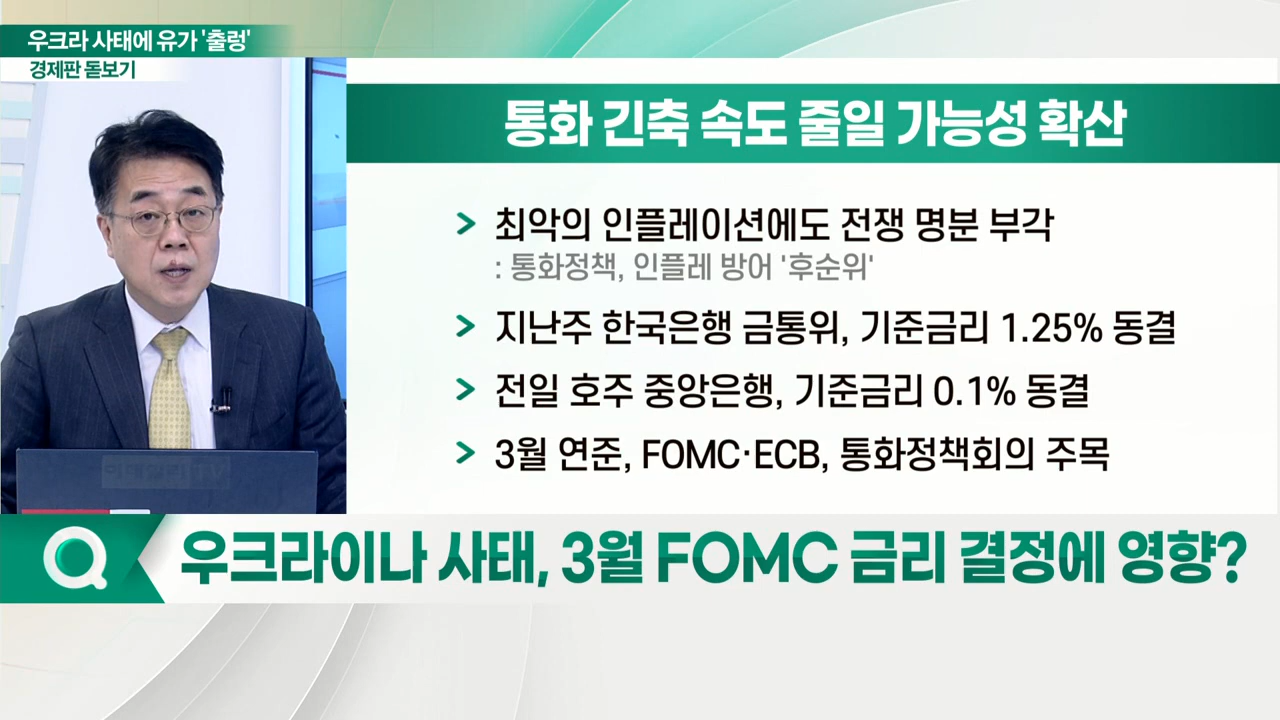 우크라 사태에 유가 '출렁'
경제판 돋보기
통화 긴축 속도 줄일 가능성 확산
> 최악의 인플레이션에도 전쟁 명분 부각
: 통화정책, 인플레 방어 '후순위'
> 지난주 한국은행 금통위, 기준금리 1.25% 동결
> 전일 호주 중앙은행, 기준금리 0.1% 동결
> 3월 연준, FOMC·ECB, 통화정책회의 주목
이데일리TV
우크라이나 사태, 3월 FOMC 금리 결정에 영향?